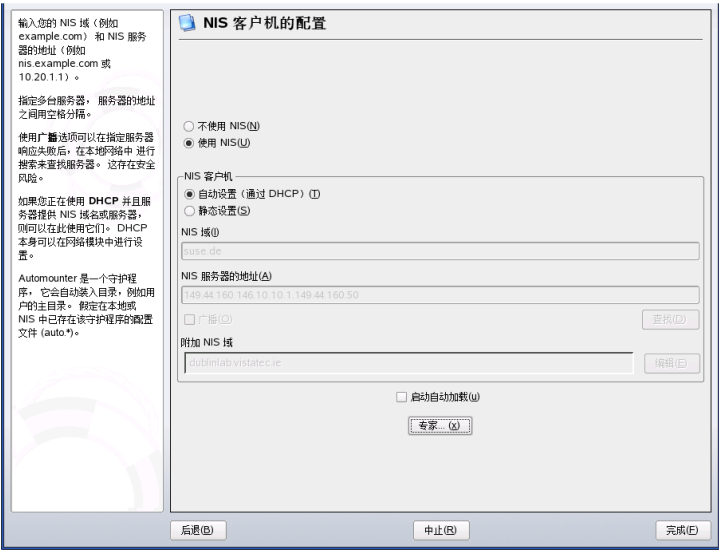 输入您的 NIS 域（例如
example.com） 和 NIS 服务
器的地址（例如
nis.example.com 或
10.20.1.1）。
指定多台服务器， 服务器的地址
之间用空格分隔。
使用广播选项可以在指定服务器
响应失败后，在本地网络中 进行
搜索来查找服务器。 这存在安全
风险。
如果您正在使用 DHCP 并且服
务器提供 NIS 域名或服务器，
则可以在此使用它们。 DHCP
本身可以在网络模块中进行设
置。
Automounter 是一个守护程
序， 它会自动装入目录，例如用
户的主目录。 假定在本地或
NIS 中已存在该守护程序的配置
文件 (auto.*)。
NIS 客户机的配置
不使用 NIS(N)
使用 NIS(U)
NIS 客户机
自动设置（通过 DHCP）(T)
静态设置(S)
NIS 域(I)
suse.de
NIS 服务器的地址(A)
149.44.160.146.10.10.1.149.44.160.50
广播(O)
查找(D)
附加 NIS 域
dublinlab.vistatec.ie
编辑(E)
启动自动加载(u)
专家... (x)
后退(B)
中止(R)
完成(F)